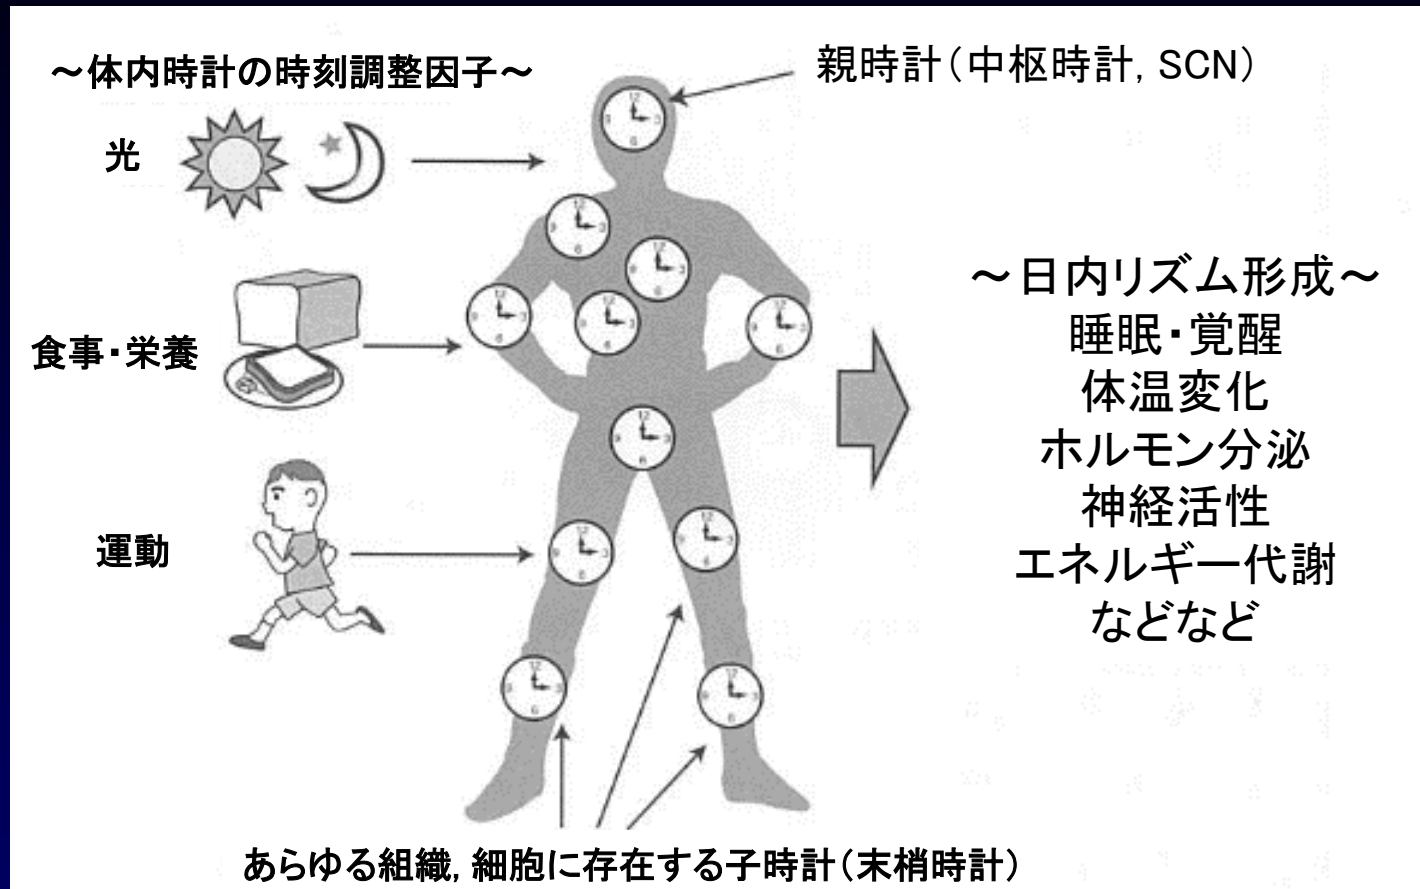 ～体内時計の時刻調整因子～
親時計（中枢時計, SCN）
光
食事・栄養
運動
～日内リズム形成～
睡眠・覚醒
体温変化
ホルモン分泌
神経活性
エネルギー代謝
などなど
あらゆる組織, 細胞に存在する子時計（末梢時計）